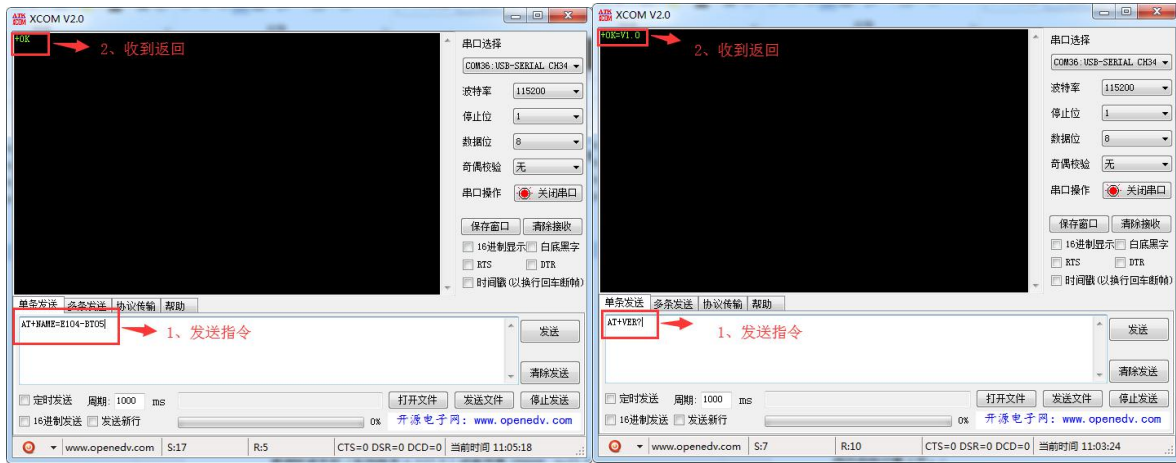 XCOM V2.0
+OK
2、收到返回
串口选择
COM36:USB-SERIAL CH34
波特率 115200
停止位 1
数据位 8
奇偶校验 无
串口操作 关闭串口
保存窗口 清除接收
16进制显示 白底黑字
RTS DTR
时间戳(以换行回车断帧)
单条发送 多条发送 协议传输 帮助
AT+NAME=E104-BT05
1、发送指令
发送
清除发送
定时发送 周期: 1000 ms 打开文件 发送文件 停止发送
16进制发送 发送新行 0% 开源电子网: www.openedv.com
www.openedv.com S:17 R:5 CTS=0 DSR=0 DCD=0 当前时间 11:05:18
XCOM V2.0
+OK=V1.0
2、收到返回
串口选择
COM36:USB-SERIAL CH34
波特率 115200
停止位 1
数据位 8
奇偶校验 无
串口操作 关闭串口
保存窗口 清除接收
16进制显示 白底黑字
RTS DTR
时间戳(以换行回车断帧)
单条发送 多条发送 协议传输 帮助
AT+VER?
1、发送指令
发送
清除发送
定时发送 周期: 1000 ms 打开文件 发送文件 停止发送
16进制发送 发送新行 0% 开源电子网: www.openedv.com
www.openedv.com S:7 R:10 CTS=0 DSR=0 DCD=0 当前时间 11:03:24